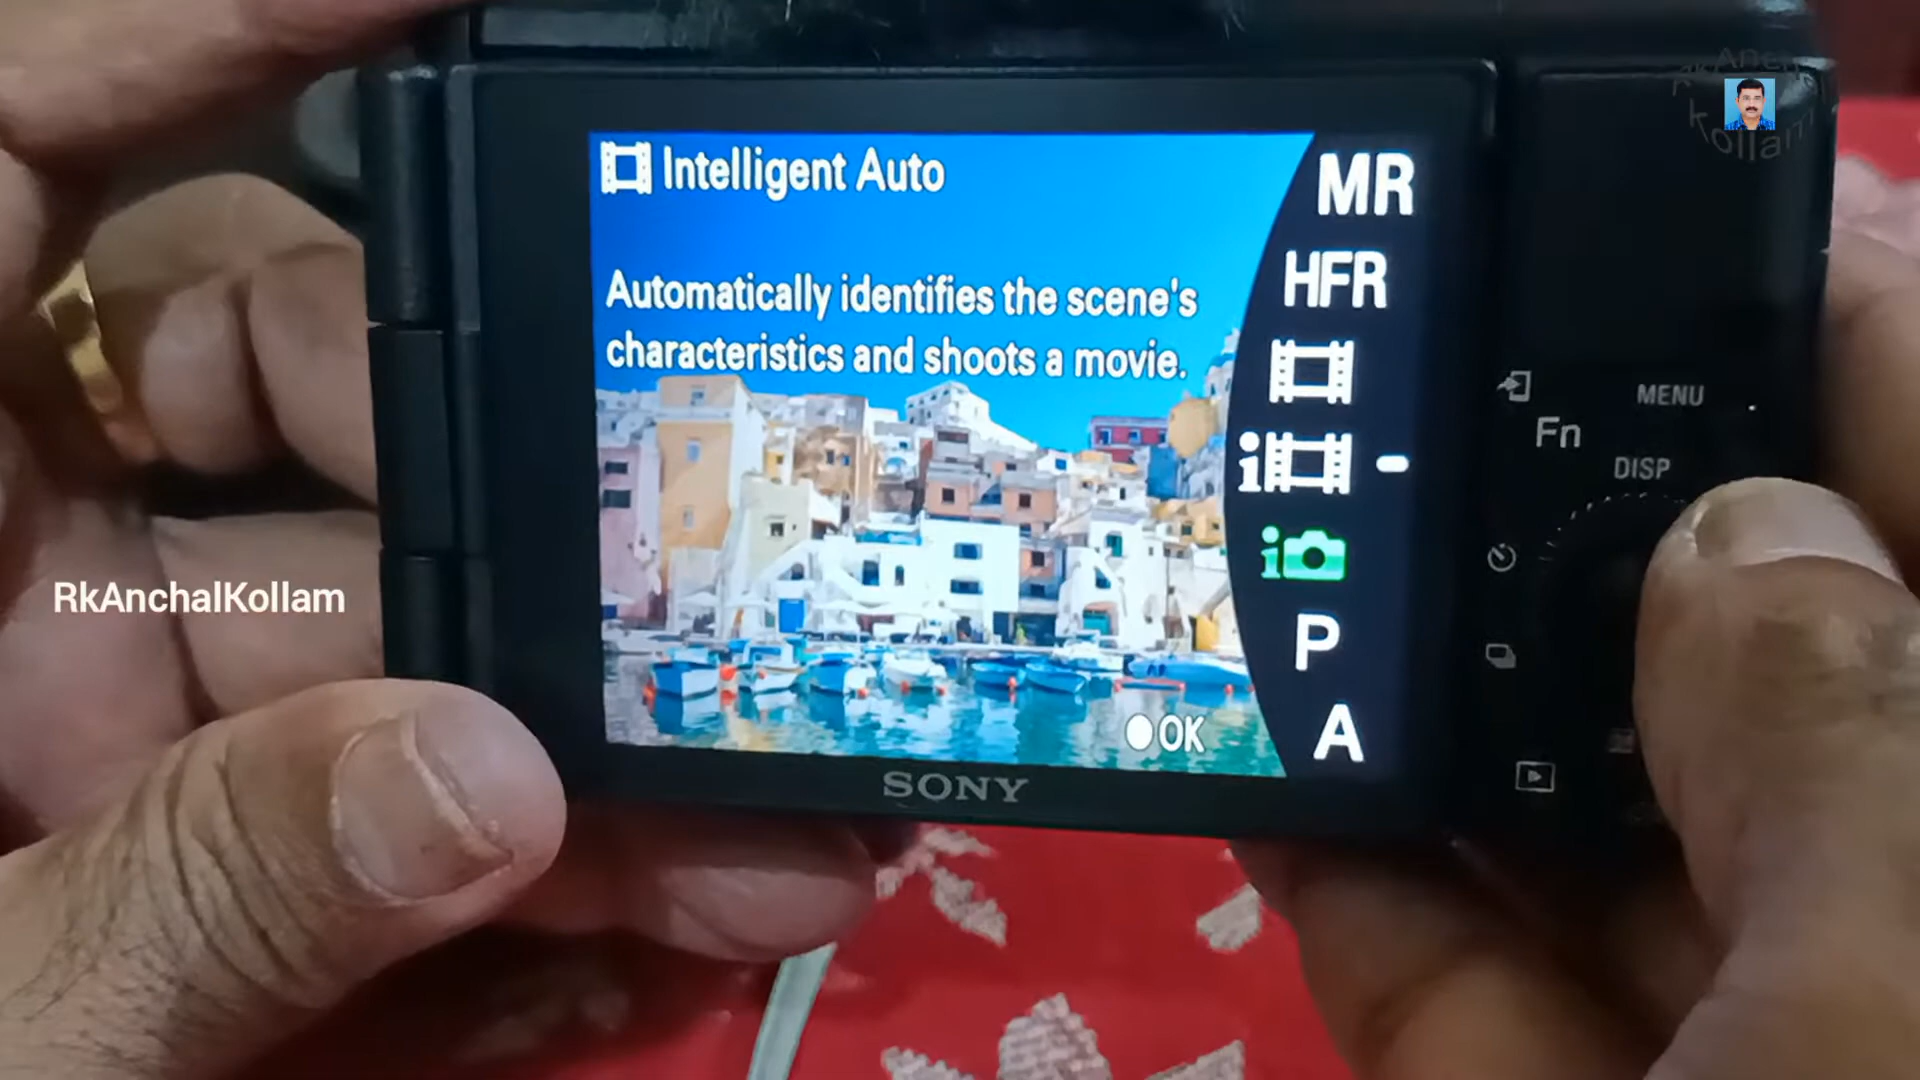 Intelligent Auto
Automatically identifies the scene's
characteristics and shoots a movie.
OK
MR
HFR
i
i
P
A
SONY
MENU
Fn
DISP
RkAnchalKollam